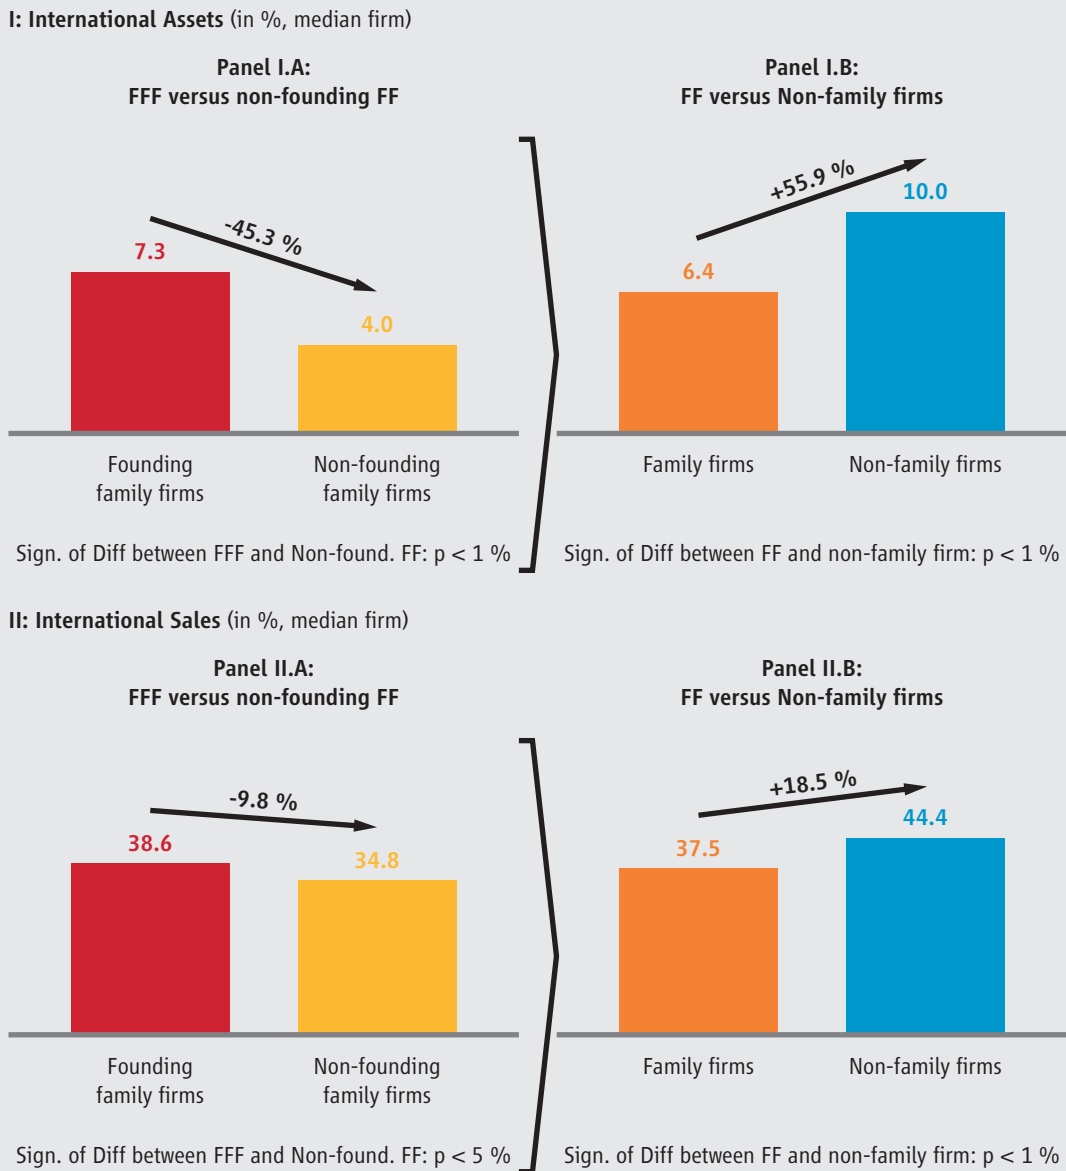 I: International Assets (in %, median firm)
Panel I.A:
FFF versus non-founding FF
-45.3 %
7.3
4.0
Founding
family firms
Non-founding
family firms
Sign. of Diff between FFF and Non-found. FF: p < 1 %
Panel I.B:
FF versus Non-family firms
+55.9 %
6.4
10.0
Family firms
Non-family firms
Sign. of Diff between FF and non-family firm: p < 1 %
II: International Sales (in %, median firm)
Panel II.A:
FFF versus non-founding FF
-9.8 %
38.6
34.8
Founding
family firms
Non-founding
family firms
Sign. of Diff between FFF and Non-found. FF: p < 5 %
Panel II.B:
FF versus Non-family firms
+18.5 %
37.5
44.4
Family firms
Non-family firms
Sign. of Diff between FF and non-family firm: p < 1 %